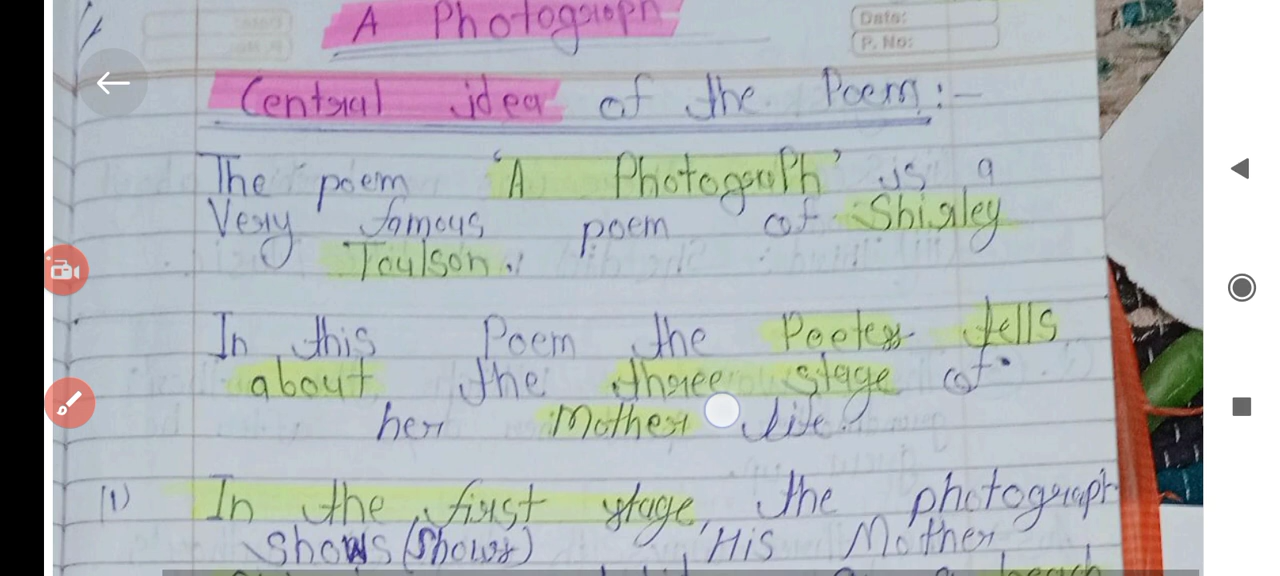 A Photograph
Date:
P. No:
Central idea of the Poem :-
The poem 'A Photograph' is a
Very famous poem of Shirley
Toulson.
In this Poem the Poetess tells
about the three stage of
her Mother life.
(1) In the first stage, the photograph
shows (shows) His Mother
beach